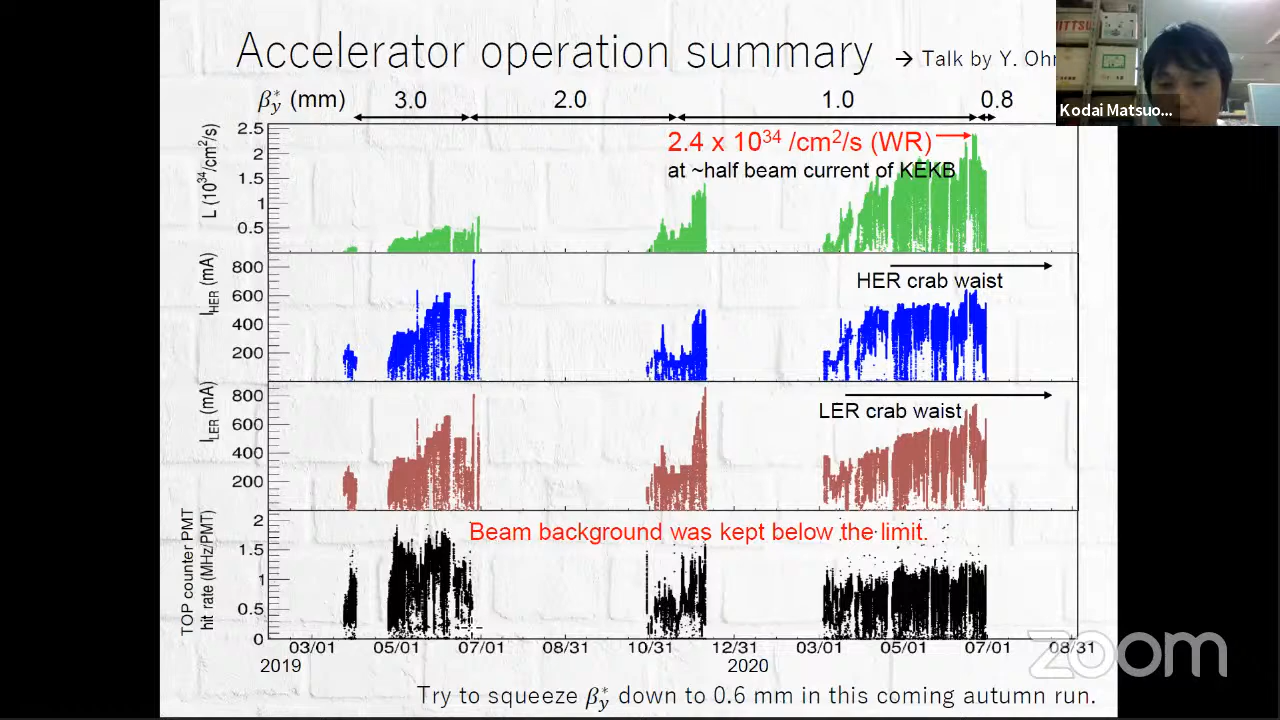 Accelerator operation summary → Talk by Y.
β*y (mm) 3.0 2.0 1.0 0.8
L (10³⁴/cm²/s)
2.5
2
1.5
1
0.5
2.4 x 10³⁴ /cm²/s (WR)
at ~half beam current of KEKB
I_HER (mA)
800
600
400
200
HER crab waist
I_LER (mA)
800
600
400
200
LER crab waist
TOP counter PMT
hit rate (MHz/PMT)
2
1.5
1
0.5
0
Beam background was kept below the limit.
03/01 05/01 07/01 08/31 10/31 12/31 03/01 05/01 07/01 08/31
2019 2020
Try to squeeze β*y down to 0.6 mm in this coming autumn run.
Kodai Matsuo...
zoom